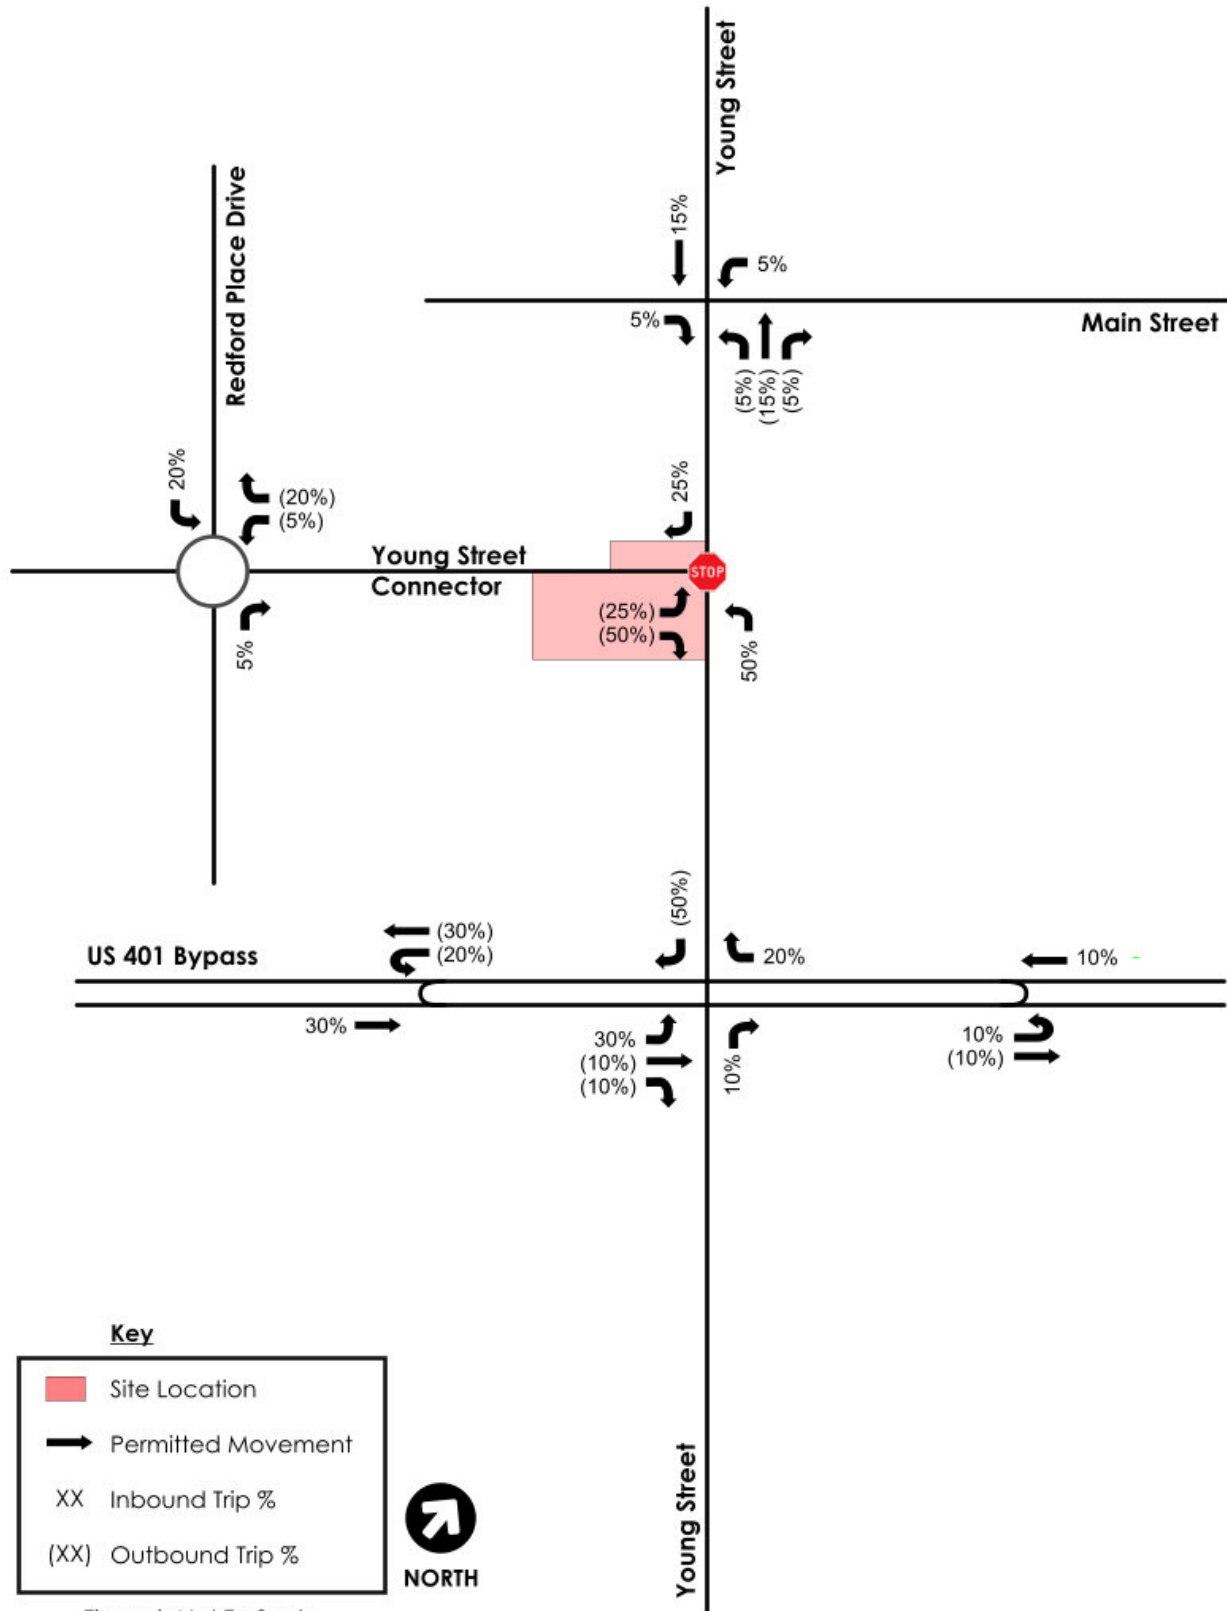 Young Street
Redford Place Drive
15%
5%
5%
Main Street
(5%)
(15%)
(5%)
20%
(20%)
(5%)
25%
Young Street
Connector
STOP
(25%)
(50%)
5%
50%
(50%)
(30%)
(20%)
US 401 Bypass
20%
10%
30%
30%
(10%)
(10%)
10%
10%
(10%)
Key
Site Location
Permitted Movement
XX Inbound Trip %
(XX) Outbound Trip %
NORTH
Young Street